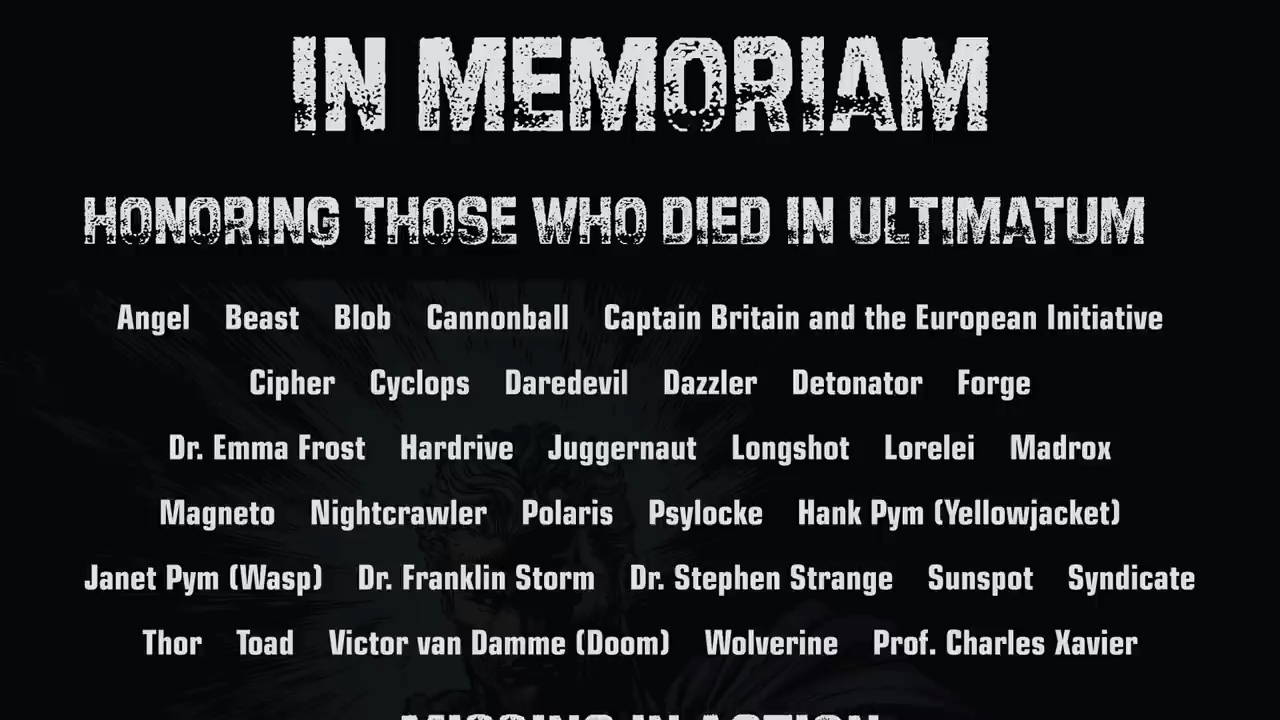 IN MEMORIAM
HONORING THOSE WHO DIED IN ULTIMATUM
Angel Beast Blob Cannonball Captain Britain and the European Initiative
Cipher Cyclops Daredevil Dazzler Detonator Forge
Dr. Emma Frost Hardrive Juggernaut Longshot Lorelei Madrox
Magneto Nightcrawler Polaris Psylocke Hank Pym (Yellowjacket)
Janet Pym (Wasp) Dr. Franklin Storm Dr. Stephen Strange Sunspot Syndicate
Thor Toad Victor van Damme (Doom) Wolverine Prof. Charles Xavier
MISSING IN ACTION